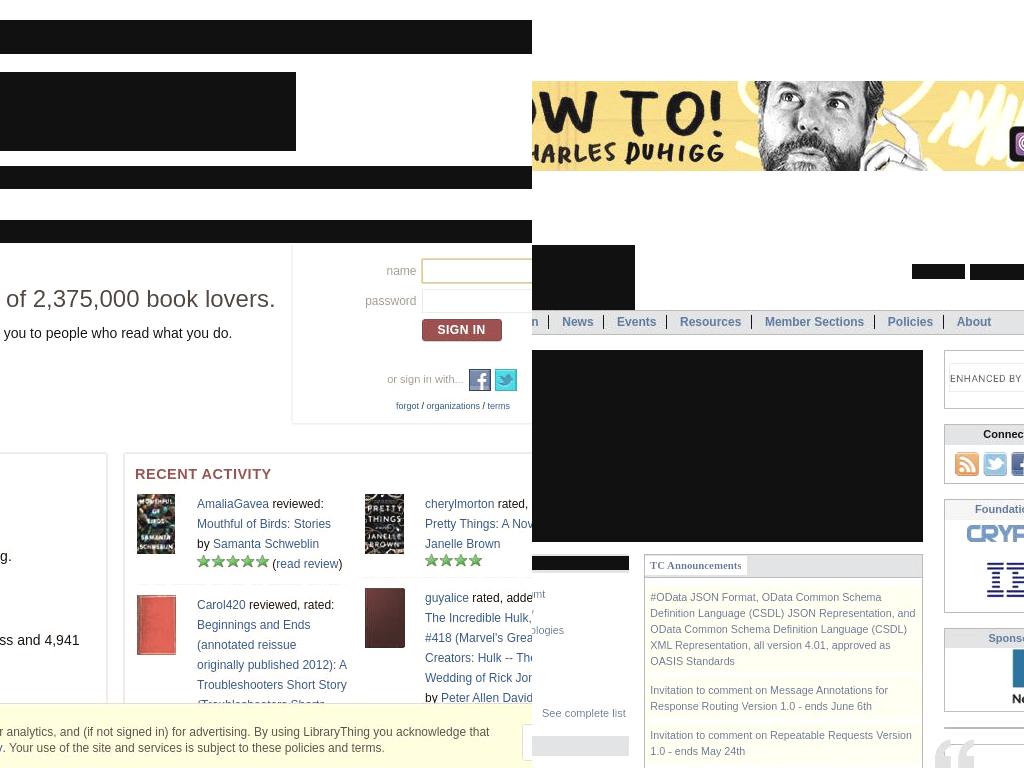 OW TO!
HARLES DUHIGG
name
of 2,375,000 book lovers.
password
you to people who read what you do.
SIGN IN
or sign in with...
forgot / organizations / terms
News
Events
Resources
Member Sections
Policies
About
ENHANCED BY
RECENT ACTIVITY
AmaliaGavea reviewed:
Mouthful of Birds: Stories
by Samanta Schweblin
(read review)
cherylmorton rated,
Pretty Things: A Nov
Janelle Brown
Carol420 reviewed, rated:
Beginnings and Ends
(annotated reissue
originally published 2012): A
Troubleshooters Short Story
guyalice rated, adde
The Incredible Hulk,
#418 (Marvel's Grea
Creators: Hulk -- The
Wedding of Rick Jor
by Peter Allen David
g.
ss and 4,941
r analytics, and (if not signed in) for advertising. By using LibraryThing you acknowledge that
y. Your use of the site and services is subject to these policies and terms.
mt
ologies
See complete list
TC Announcements
#OData JSON Format, OData Common Schema
Definition Language (CSDL) JSON Representation, and
OData Common Schema Definition Language (CSDL)
XML Representation, all version 4.01, approved as
OASIS Standards
Invitation to comment on Message Annotations for
Response Routing Version 1.0 - ends June 6th
Invitation to comment on Repeatable Requests Version
1.0 - ends May 24th
Connec
Foundatio
CRYP
IB
Spons
Ne